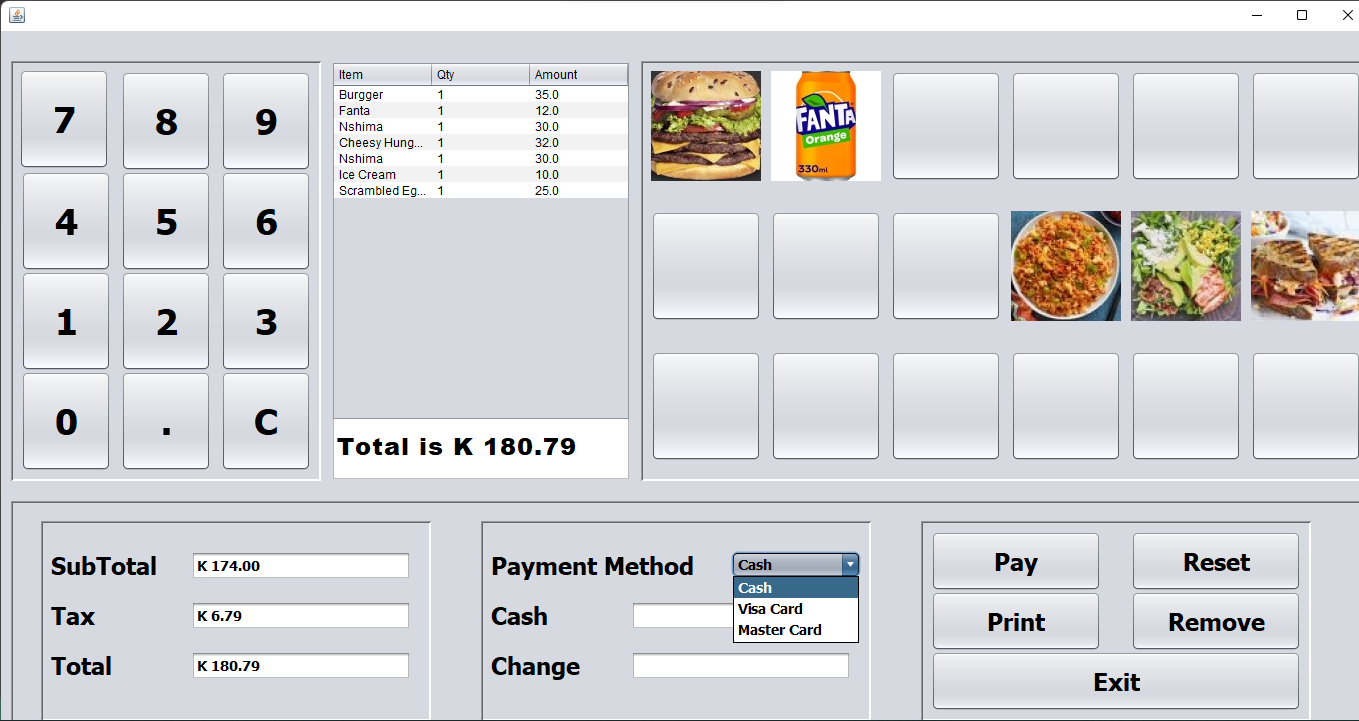 7 8 9
4 5 6
1 2 3
0 . C
Item Qty Amount
Burgger 1 35.0
Fanta 1 12.0
Nshima 1 30.0
Cheesy Hung... 1 32.0
Nshima 1 30.0
Ice Cream 1 10.0
Scrambled Eg... 1 25.0
Total is K 180.79
FANTA
Orange
330ml
SubTotal K 174.00
Tax K 6.79
Total K 180.79
Payment Method Cash
Cash
Visa Card
Master Card
Cash
Change
Pay Reset
Print Remove
Exit